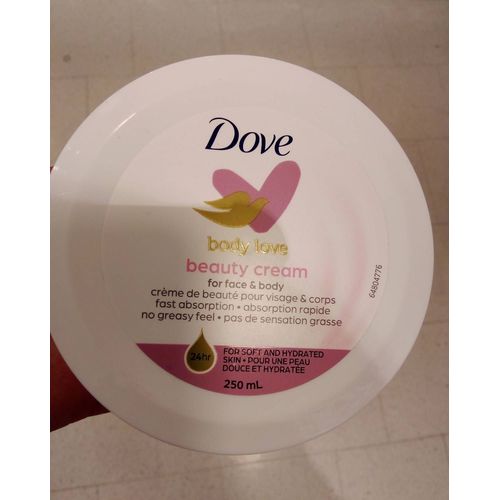 Dove
body love
beauty cream
for face & body
crème de beauté pour visage & corps
fast absorption • absorption rapide
no greasy feel • pas de sensation grasse
24hr
FOR SOFT AND HYDRATED
SKIN • POUR UNE PEAU
DOUCE ET HYDRATÉE
250 mL
64804776